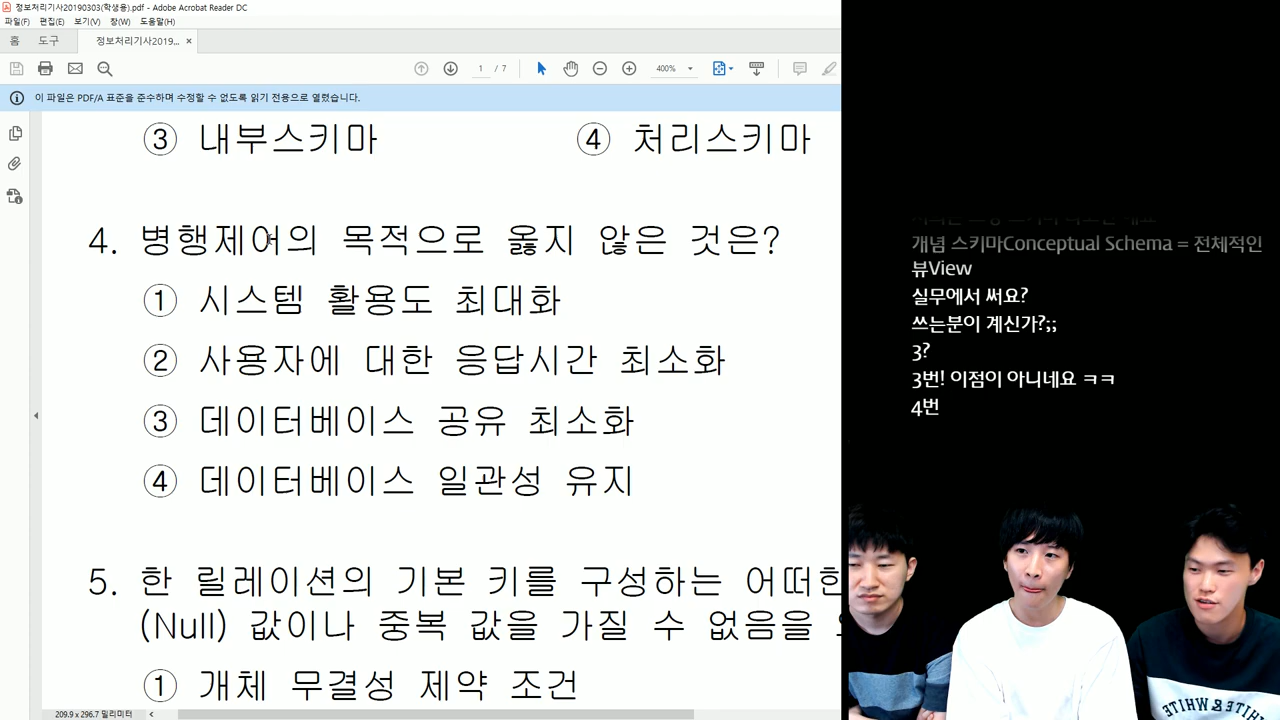 정보처리기사20190303(학생용).pdf - Adobe Acrobat Reader DC
파일(F) 편집(E) 보기(V) 창(W) 도움말(H)
홈 도구 정보처리기사2019... ×
1 / 7 400%
이 파일은 PDF/A 표준을 준수하며 수정할 수 없도록 읽기 전용으로 열렸습니다.
③ 내부스키마 ④ 처리스키마
4. 병행제어의 목적으로 옳지 않은 것은?
① 시스템 활용도 최대화
② 사용자에 대한 응답시간 최소화
③ 데이터베이스 공유 최소화
④ 데이터베이스 일관성 유지
5. 한 릴레이션의 기본 키를 구성하는 어떠한
(Null) 값이나 중복 값을 가질 수 없음을
① 개체 무결성 제약 조건
209.9 x 296.7 밀리미터
개념 스키마Conceptual Schema = 전체적인
뷰View
실무에서 써요?
쓰는분이 계신가?;;
3?
3번! 이점이 아니네요 ㅋㅋ
4번
WHITE & WHITE